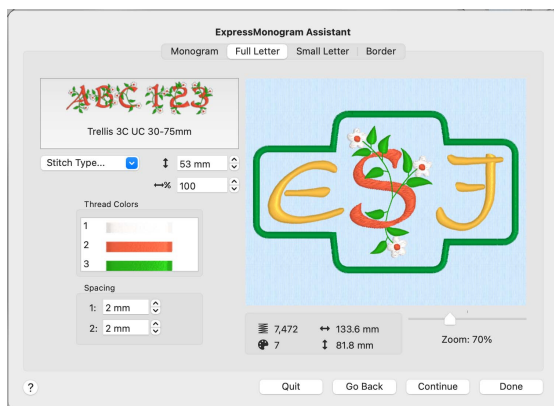 ExpressMonogram Assistant
Monogram Full Letter Small Letter Border
ABC 123
Trellis 3C UC 30-75mm
Stitch Type... 53 mm
% 100
Thread Colors
1
2
3
Spacing
1: 2 mm
2: 2 mm
E S J
7,472 133.6 mm
7 81.8 mm
Zoom: 70%
? Quit Go Back Continue Done